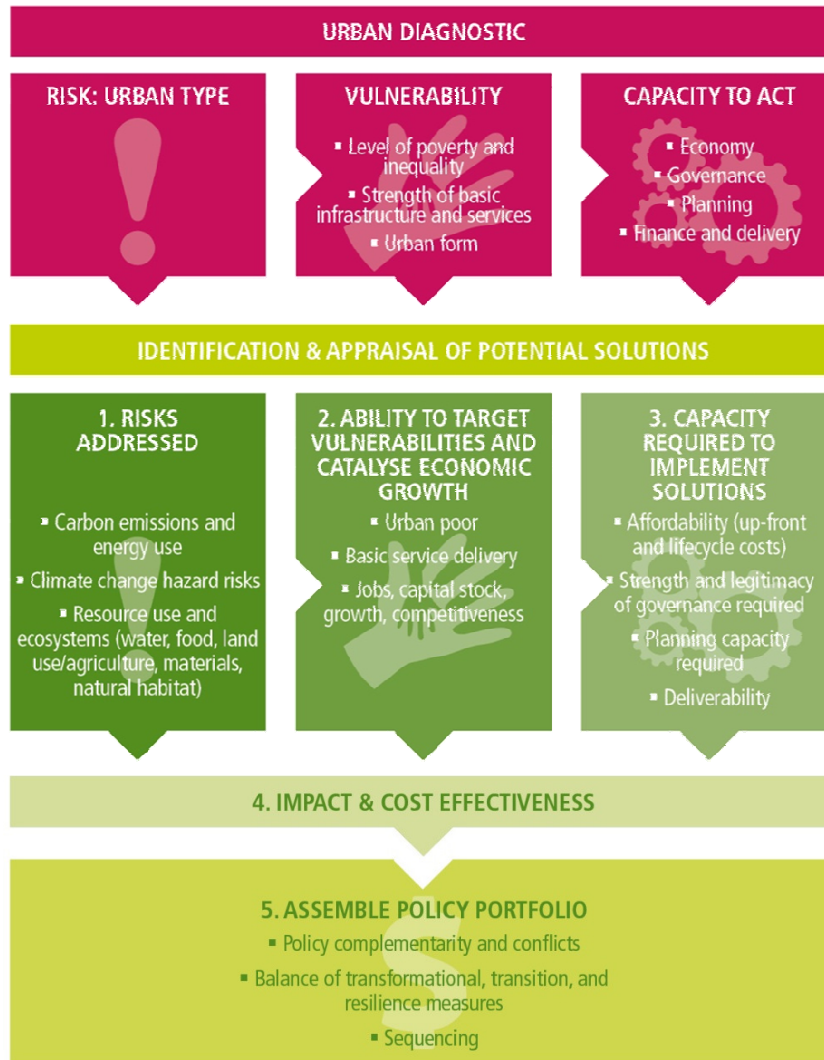 URBAN DIAGNOSTIC
RISK: URBAN TYPE
VULNERABILITY
▪ Level of poverty and
inequality
▪ Strength of basic
infrastructure and services
▪ Urban form
CAPACITY TO ACT
▪ Economy
▪ Governance
▪ Planning
▪ Finance and delivery
IDENTIFICATION & APPRAISAL OF POTENTIAL SOLUTIONS
1. RISKS
ADDRESSED
▪ Carbon emissions and
energy use
▪ Climate change hazard risks
▪ Resource use and
ecosystems (water, food, land
use/agriculture, materials,
natural habitat)
2. ABILITY TO TARGET
VULNERABILITIES AND
CATALYSE ECONOMIC
GROWTH
▪ Urban poor
▪ Basic service delivery
▪ Jobs, capital stock,
growth, competitiveness
3. CAPACITY
REQUIRED TO
IMPLEMENT
SOLUTIONS
▪ Affordability (up-front
and lifecycle costs)
▪ Strength and legitimacy
of governance required
▪ Planning capacity
required
▪ Deliverability
4. IMPACT & COST EFFECTIVENESS
5. ASSEMBLE POLICY PORTFOLIO
▪ Policy complementarity and conflicts
▪ Balance of transformational, transition, and
resilience measures
▪ Sequencing